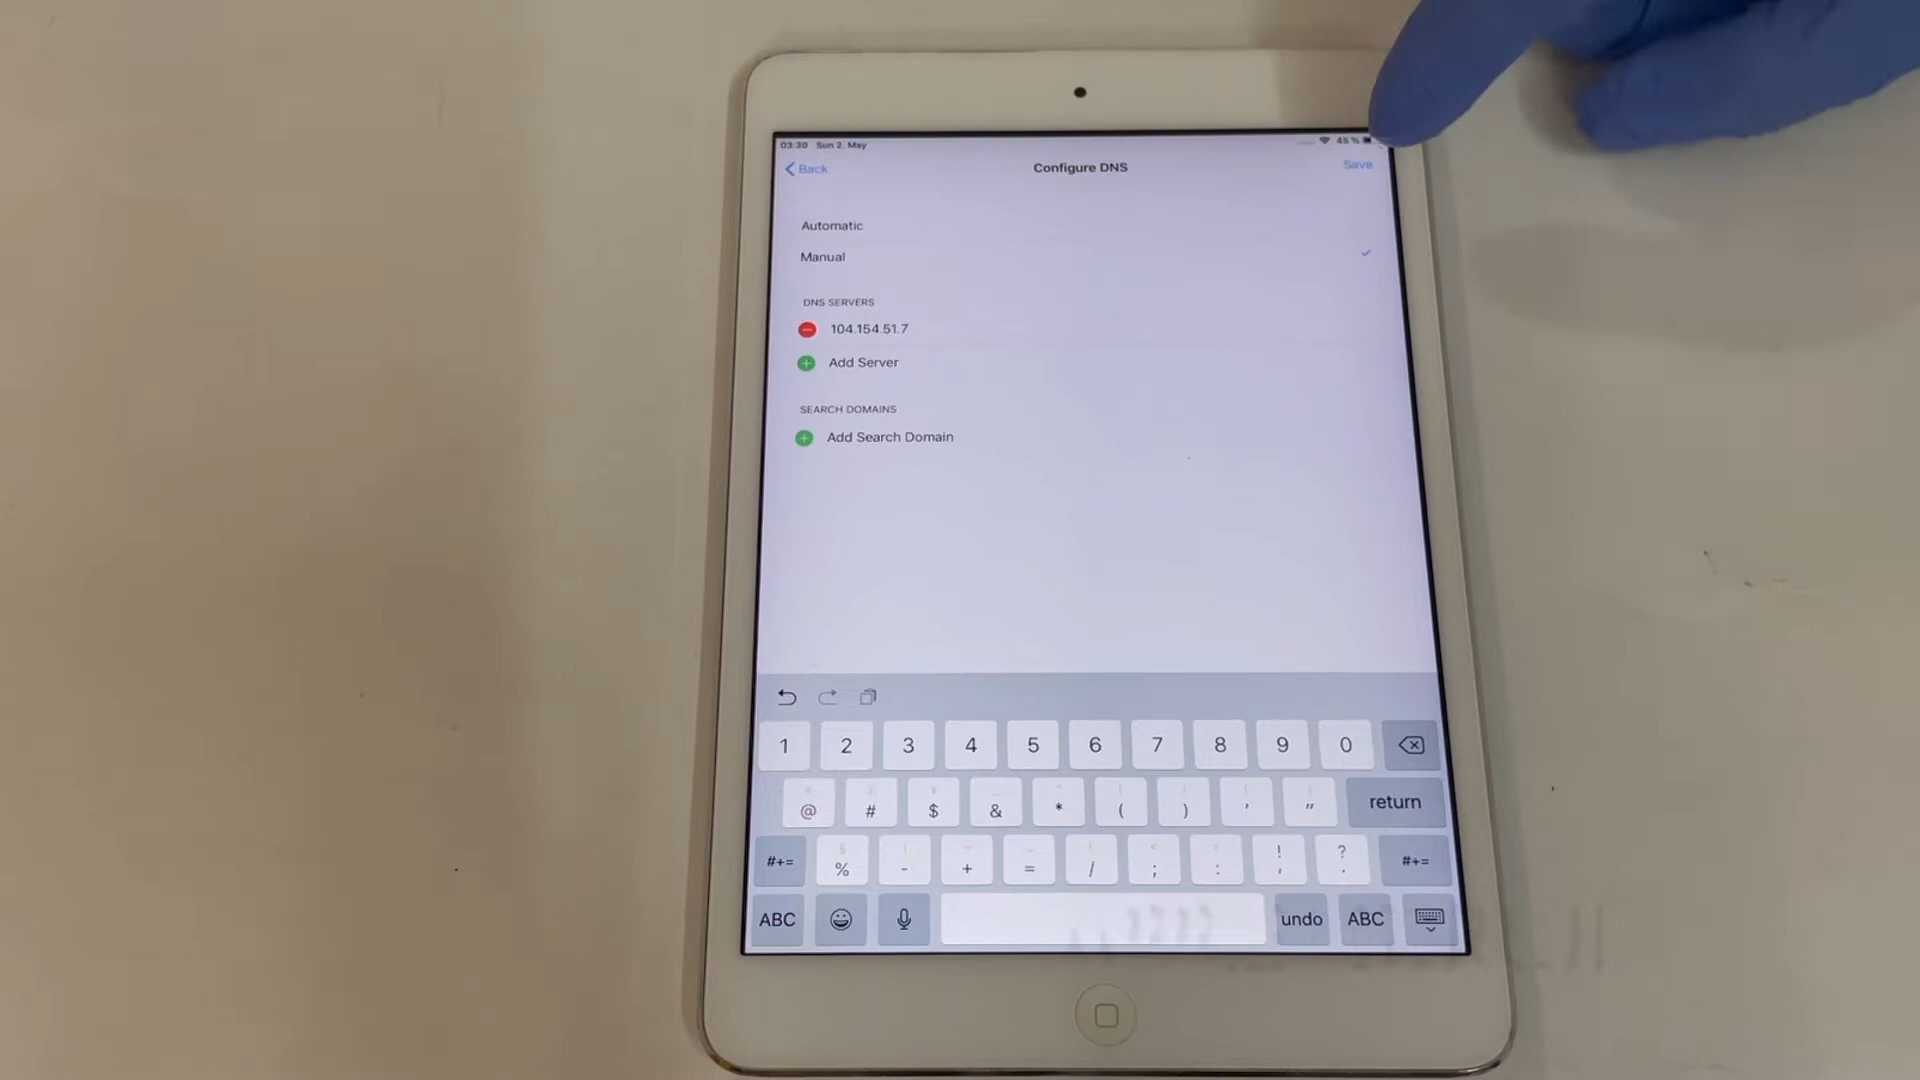 03:30 Sun 2. May
45 %
Back
Configure DNS
Save
Automatic
Manual
DNS SERVERS
104.154.51.7
Add Server
SEARCH DOMAINS
Add Search Domain
1 2 3 4 5 6 7 8 9 0
@ # $ & * ( ) ' "
return
#+= % - + = / ; : ! , ? . #+=
ABC undo ABC